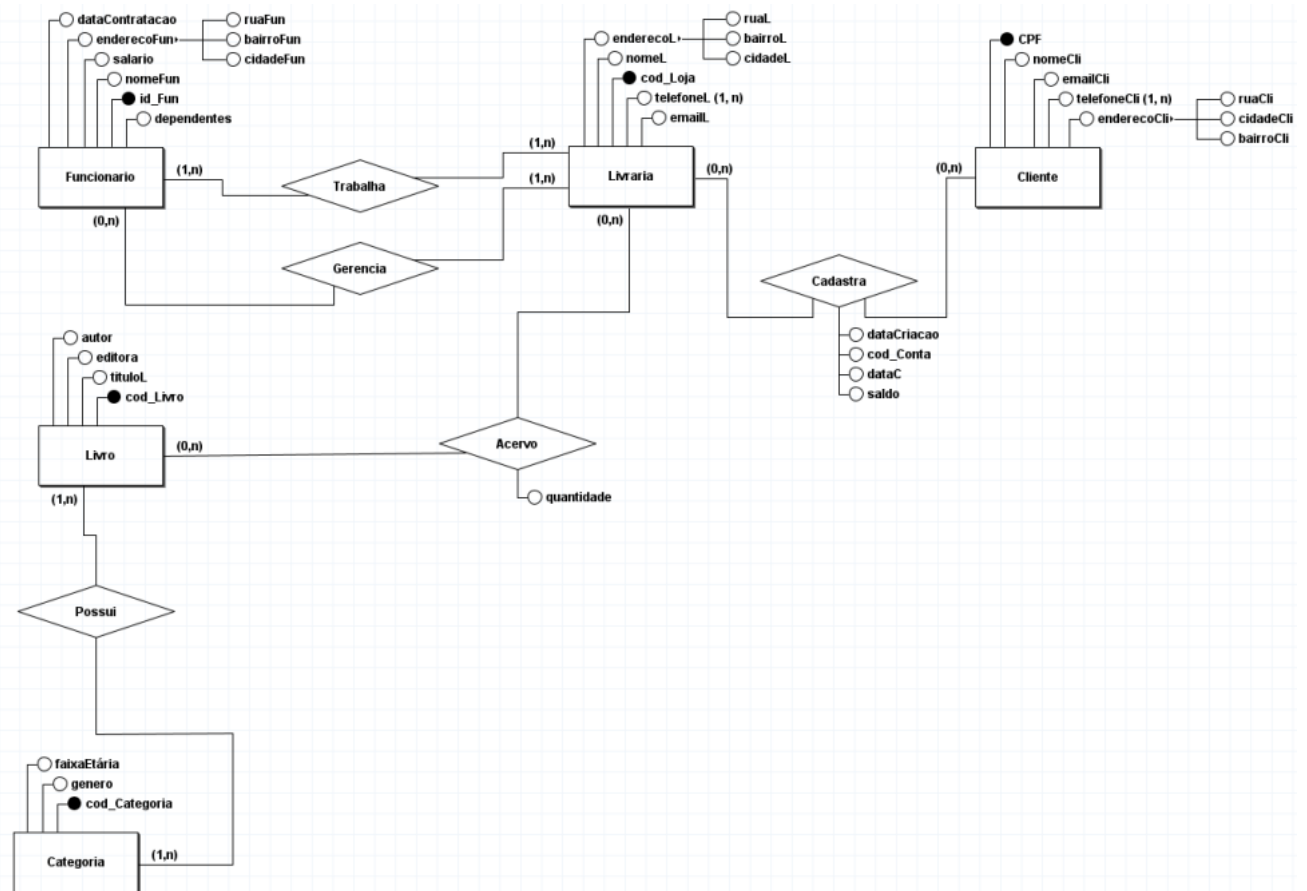 dataContratacao
enderecoFun
ruaFun
bairroFun
cidadeFun
salario
nomeFun
id_Fun
dependentes
Funcionario
(1,n)
(0,n)
Trabalha
(1,n)
Gerencia
(1,n)
enderecoL
ruaL
bairroL
cidadeL
nomeL
cod_Loja
telefoneL (1, n)
emailL
Livraria
(0,n)
(0,n)
CPF
nomeCli
emailCli
telefoneCli (1, n)
enderecoCli
ruaCli
cidadeCli
bairroCli
(0,n)
Cliente
Cadastra
dataCriacao
cod_Conta
dataC
saldo
autor
editora
tituloL
cod_Livro
Livro
(0,n)
(1,n)
Acervo
quantidade
Possui
faixaEtária
genero
cod_Categoria
Categoria
(1,n)